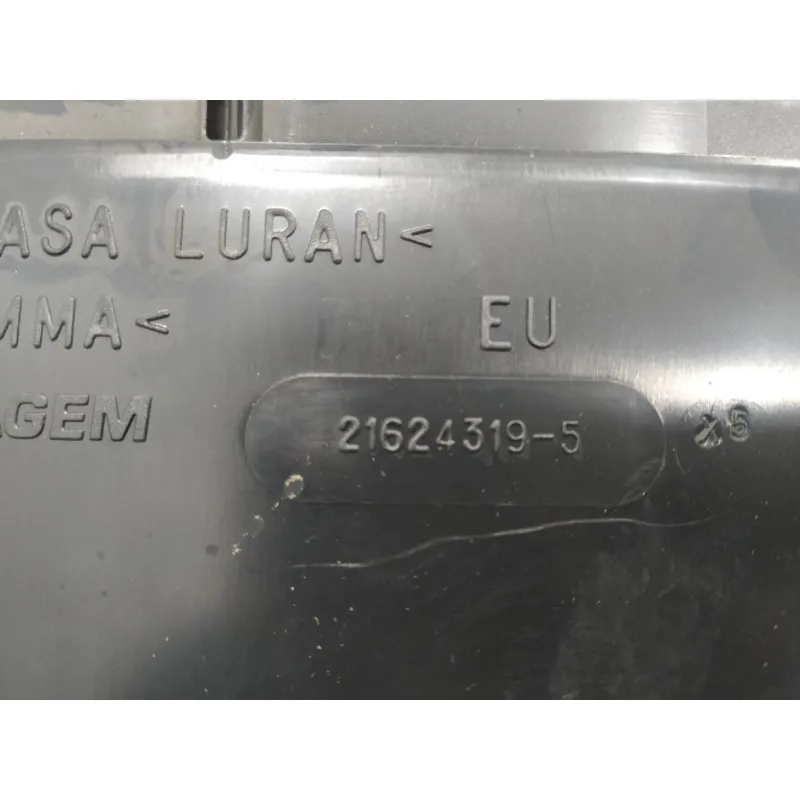 ASA LURAN<
MMA< EU
AGEM 21624319-5